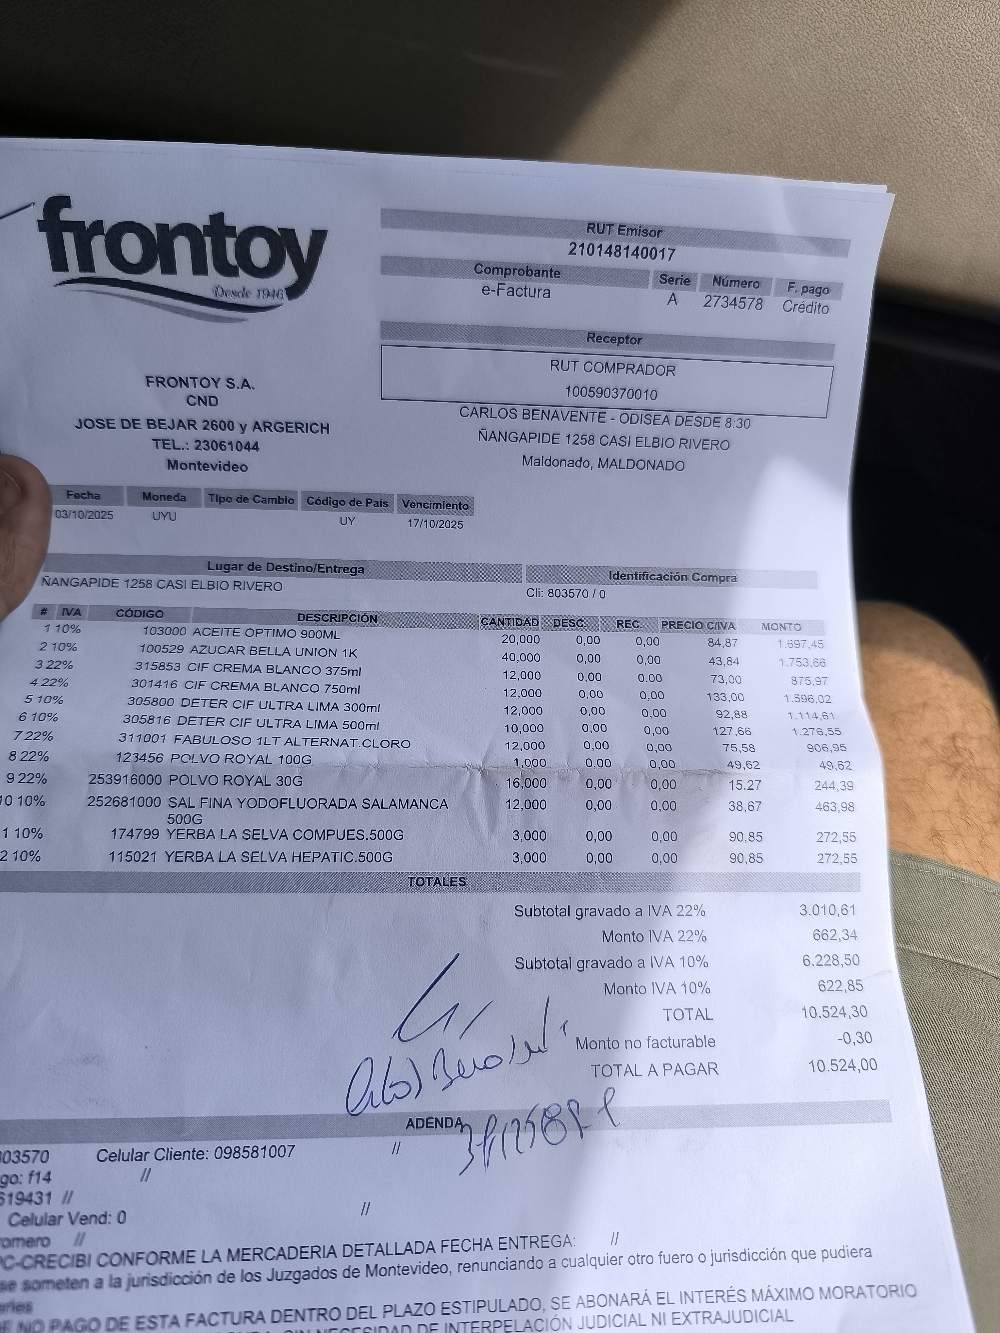 frontoy
Desde 1946
RUT Emisor
210148140017
Comprobante Serie Número F. pago
e-Factura A 2734578 Crédito
Receptor
RUT COMPRADOR
100590370010
FRONTOY S.A.
CND
JOSE DE BEJAR 2600 y ARGERICH
TEL.: 23061044
Montevideo
CARLOS BENAVENTE - ODISEA DESDE 8:30
ÑANGAPIDE 1258 CASI ELBIO RIVERO
Maldonado, MALDONADO
Fecha Moneda Tipo de Cambio Código de País Vencimiento
03/10/2025 UYU UY 17/10/2025
Lugar de Destino/Entrega Identificación Compra
ÑANGAPIDE 1258 CASI ELBIO RIVERO Cli: 803570 / 0
# IVA CÓDIGO DESCRIPCIÓN CANTIDAD DESC. REC. PRECIO C/IVA MONTO
1 10% 103000 ACEITE OPTIMO 900ML 20,000 0,00 0,00 84,87 1.697,45
2 10% 100529 AZUCAR BELLA UNION 1K 40,000 0,00 0,00 43,84 1.753,66
3 22% 315853 CIF CREMA BLANCO 375ml 12,000 0,00 0,00 73,00 875,97
4 22% 301416 CIF CREMA BLANCO 750ml 12,000 0,00 0,00 133,00 1.596,02
5 10% 305800 DETER CIF ULTRA LIMA 300ml 12,000 0,00 0,00 92,88 1.114,61
6 10% 305816 DETER CIF ULTRA LIMA 500ml 10,000 0,00 0,00 127,66 1.276,55
7 22% 311001 FABULOSO 1LT ALTERNAT.CLORO 12,000 0,00 0,00 75,58 906,95
8 22% 123456 POLVO ROYAL 100G 1,000 0,00 0,00 49,62 49,62
9 22% 253916000 POLVO ROYAL 30G 16,000 0,00 0,00 15,27 244,39
10 10% 252681000 SAL FINA YODOFLUORADA SALAMANCA 12,000 0,00 0,00 38,67 463,98
500G
1 10% 174799 YERBA LA SELVA COMPUES.500G 3,000 0,00 0,00 90,85 272,55
2 10% 115021 YERBA LA SELVA HEPATIC.500G 3,000 0,00 0,00 90,85 272,55
TOTALES
Subtotal gravado a IVA 22% 3.010,61
Monto IVA 22% 662,34
Subtotal gravado a IVA 10% 6.228,50
Monto IVA 10% 622,85
TOTAL 10.524,30
Monto no facturable -0,30
TOTAL A PAGAR 10.524,00
ADENDA
03570 Celular Cliente: 098581007 //
go: f14 //
619431 //
Celular Vend: 0 //
romero //
PC-CRECIBI CONFORME LA MERCADERIA DETALLADA FECHA ENTREGA: //
se someten a la jurisdicción de los Juzgados de Montevideo, renunciando a cualquier otro fuero o jurisdicción que pudiera
NO PAGO DE ESTA FACTURA DENTRO DEL PLAZO ESTIPULADO, SE ABONARÁ EL INTERÉS MÁXIMO MORATORIO
SIN NECESIDAD DE INTERPELACIÓN JUDICIAL NI EXTRAJUDICIAL